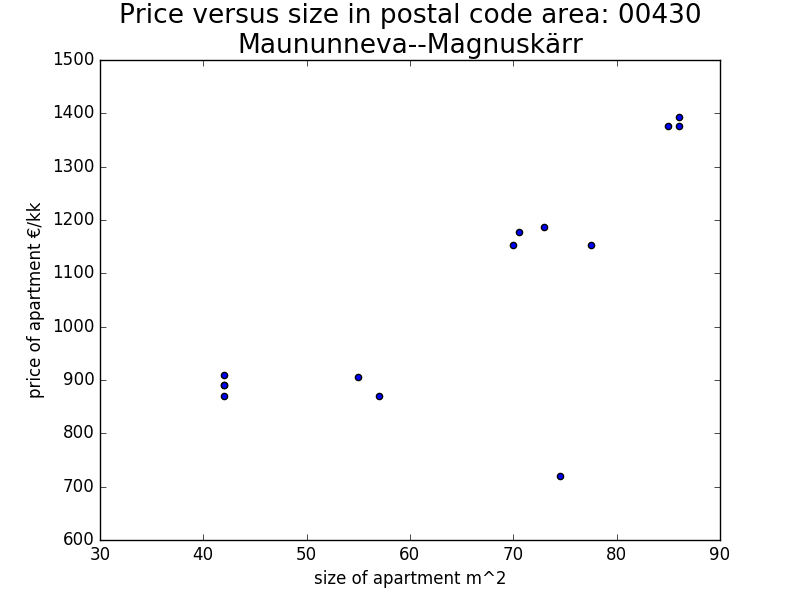 Price versus size in postal code area: 00430
Maununneva--Magnuskärr
1500
1400
1300
1200
1100
1000
900
800
700
600
price of apartment €/kk
30 40 50 60 70 80 90
size of apartment m^2